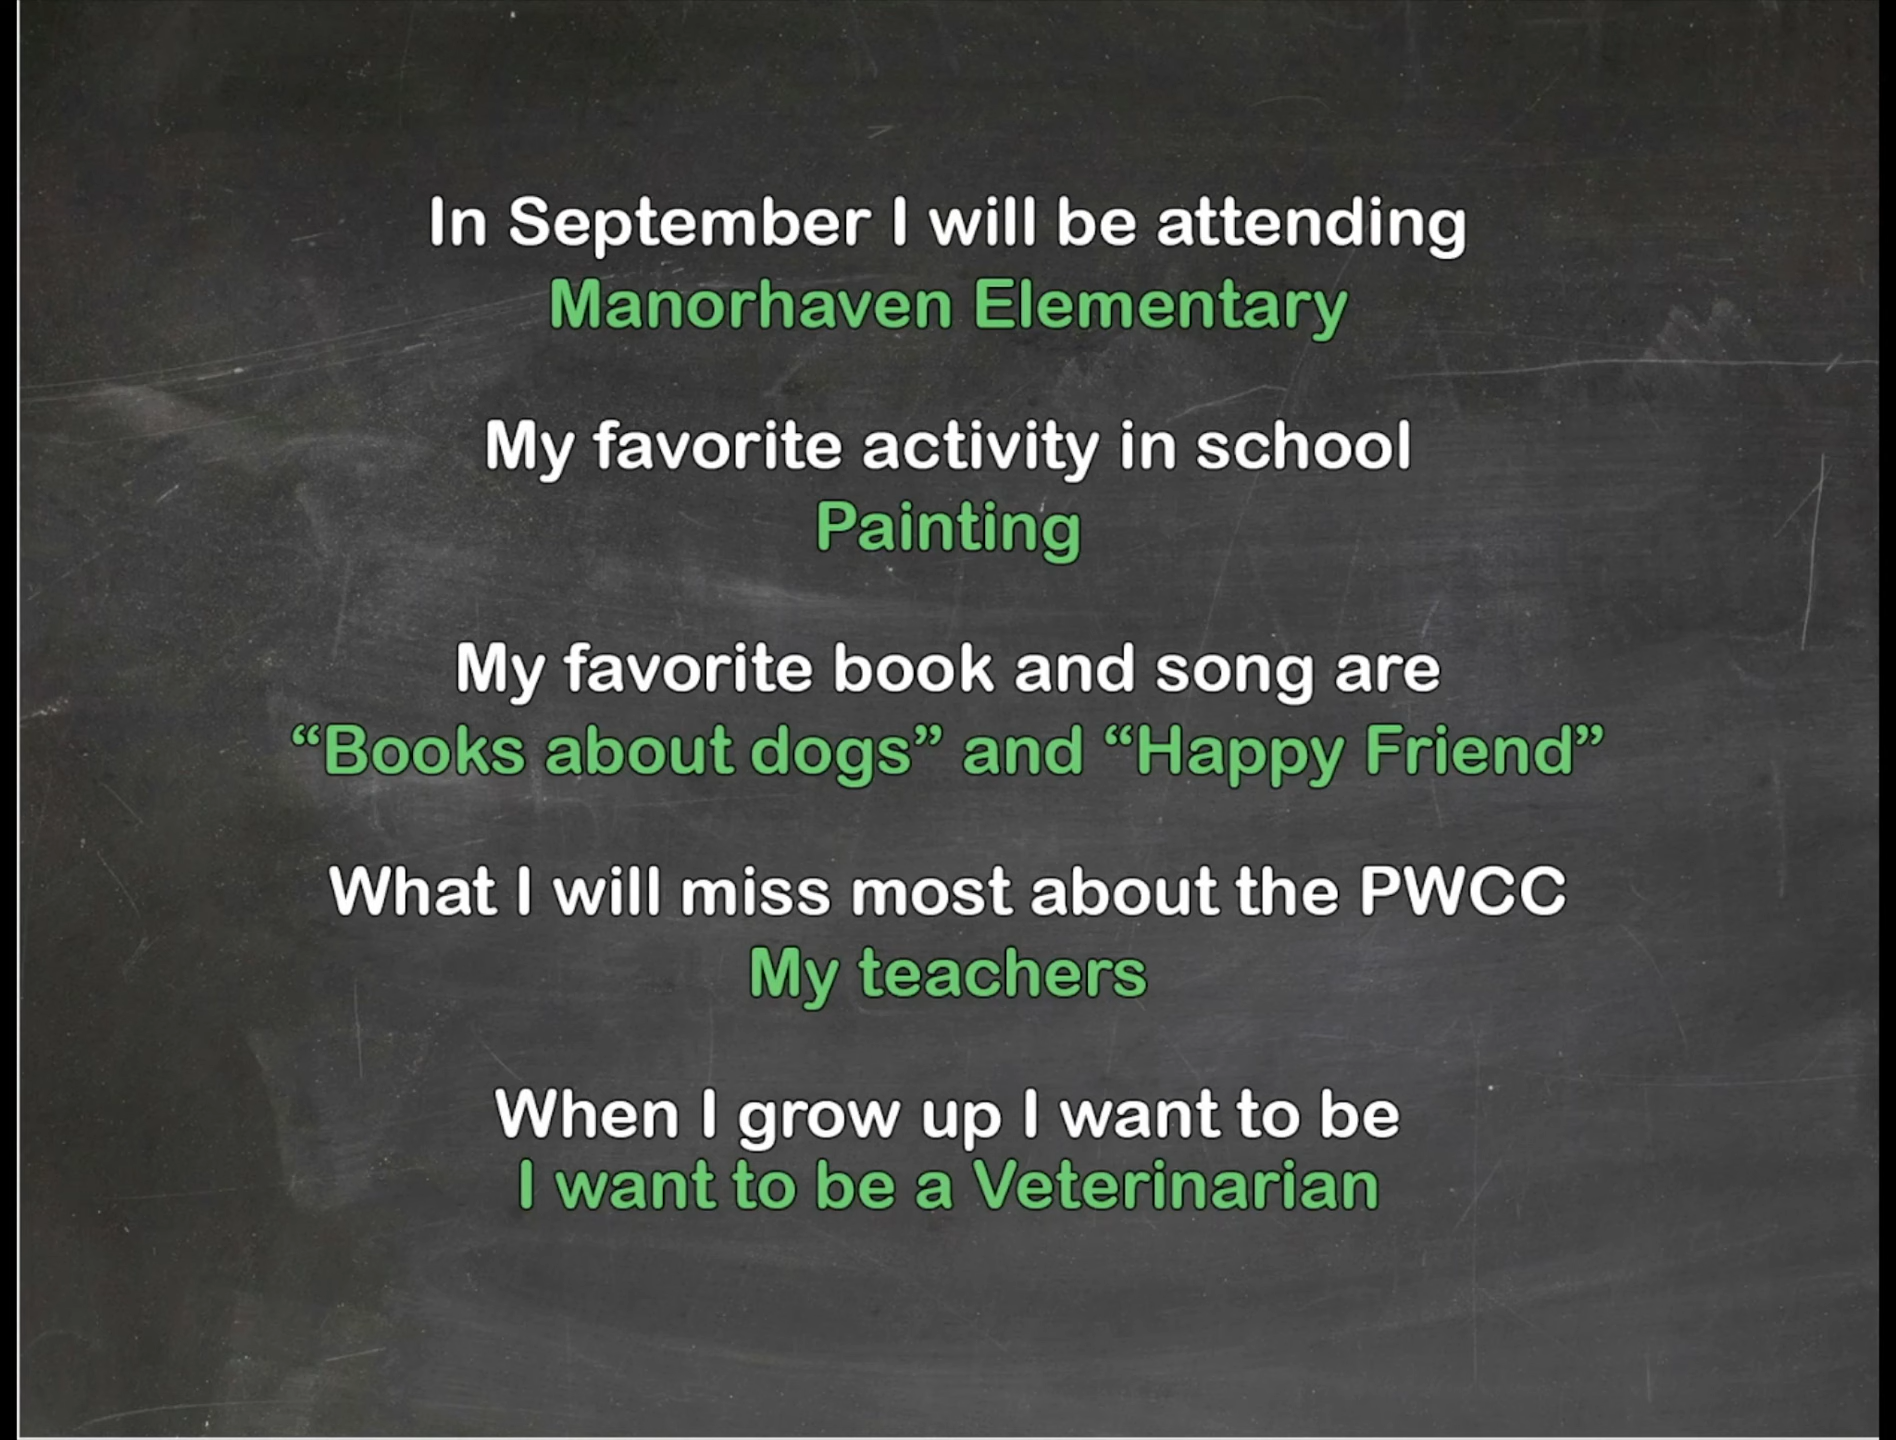 In September I will be attending
Manorhaven Elementary
My favorite activity in school
Painting
My favorite book and song are
“Books about dogs” and “Happy Friend”
What I will miss most about the PWCC
My teachers
When I grow up I want to be
I want to be a Veterinarian